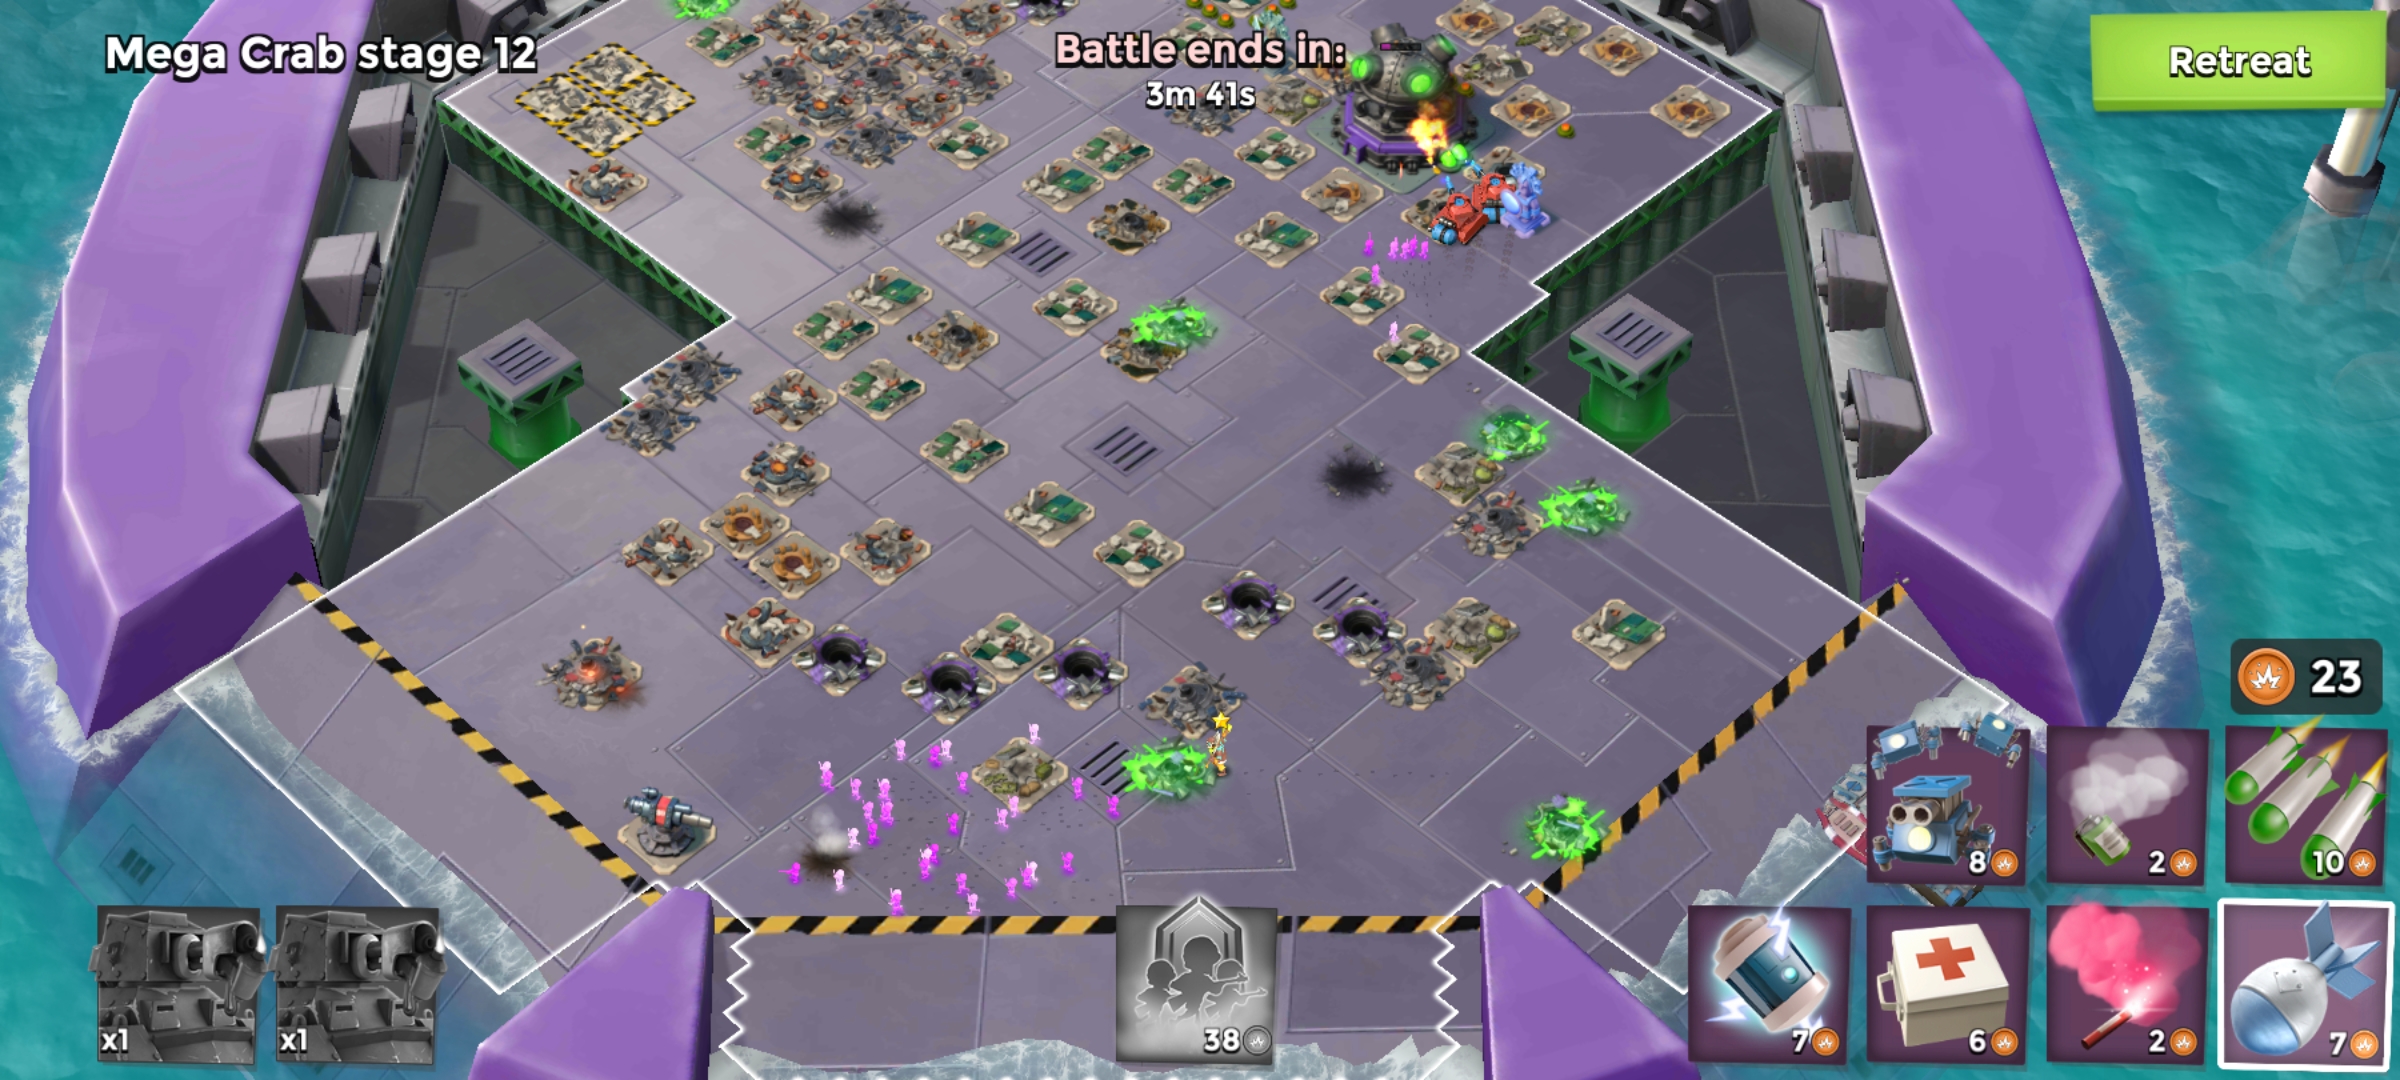 Mega Crab stage 12
Battle ends in:
3m 41s
Retreat
23
8
2
10
x1
x1
38
7
6
2
7